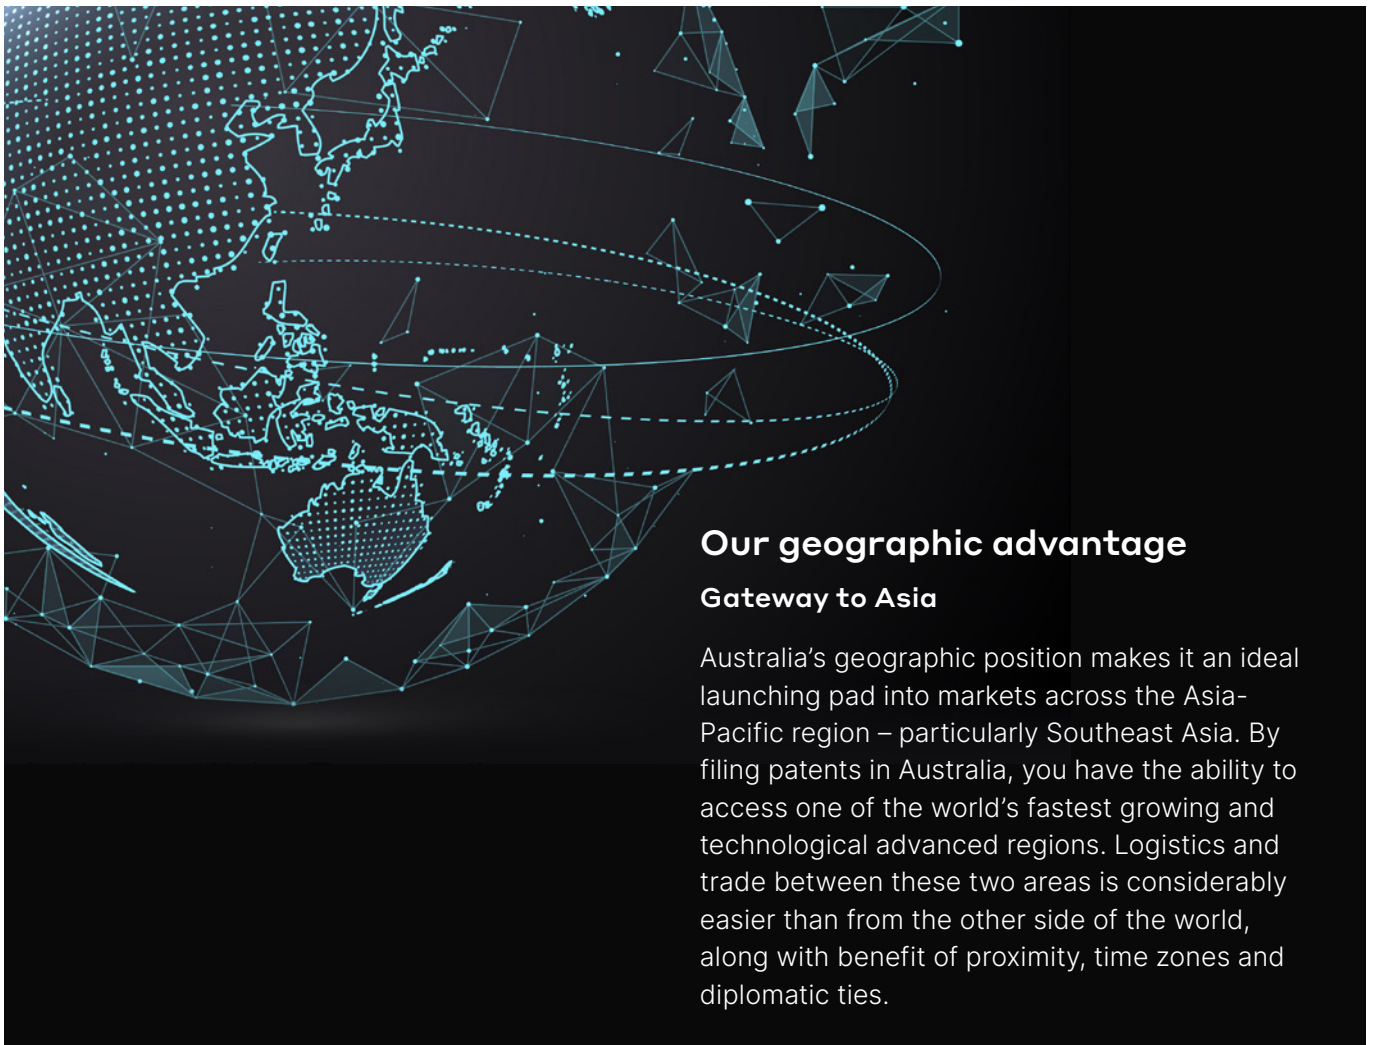 Our geographic advantage
Gateway to Asia
Australia’s geographic position makes it an ideal
launching pad into markets across the Asia-
Pacific region – particularly Southeast Asia. By
filing patents in Australia, you have the ability to
access one of the world’s fastest growing and
technological advanced regions. Logistics and
trade between these two areas is considerably
easier than from the other side of the world,
along with benefit of proximity, time zones and
diplomatic ties.